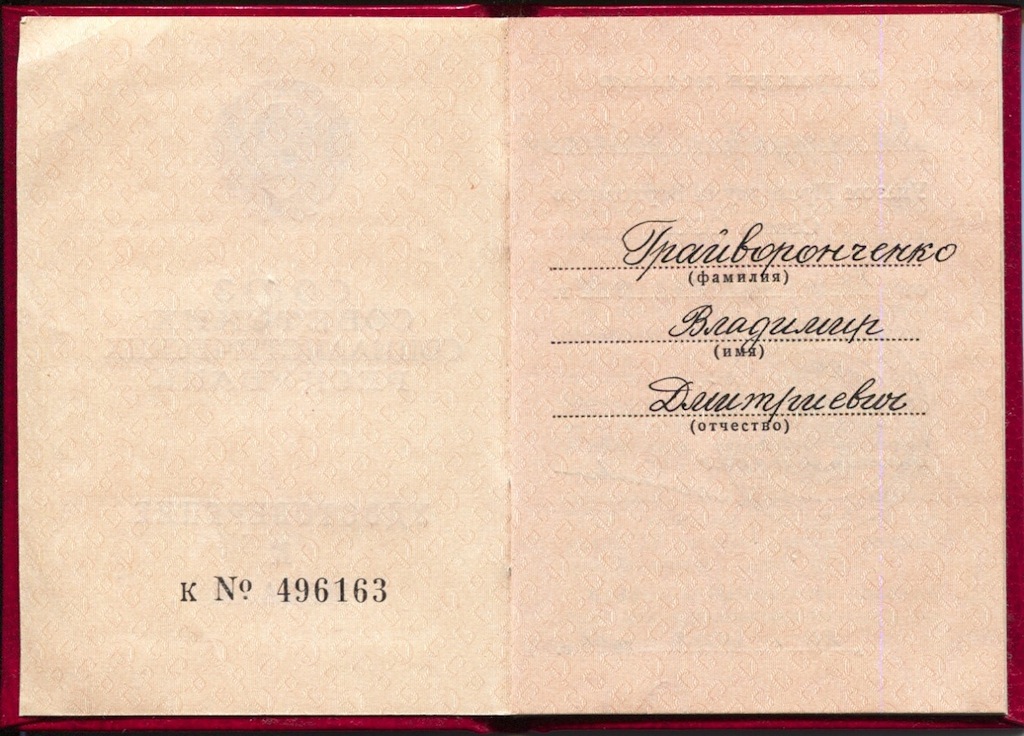 к № 496163
Грайворонченко
(фамилия)
Владимир
(имя)
Дмитриевич
(отчество)